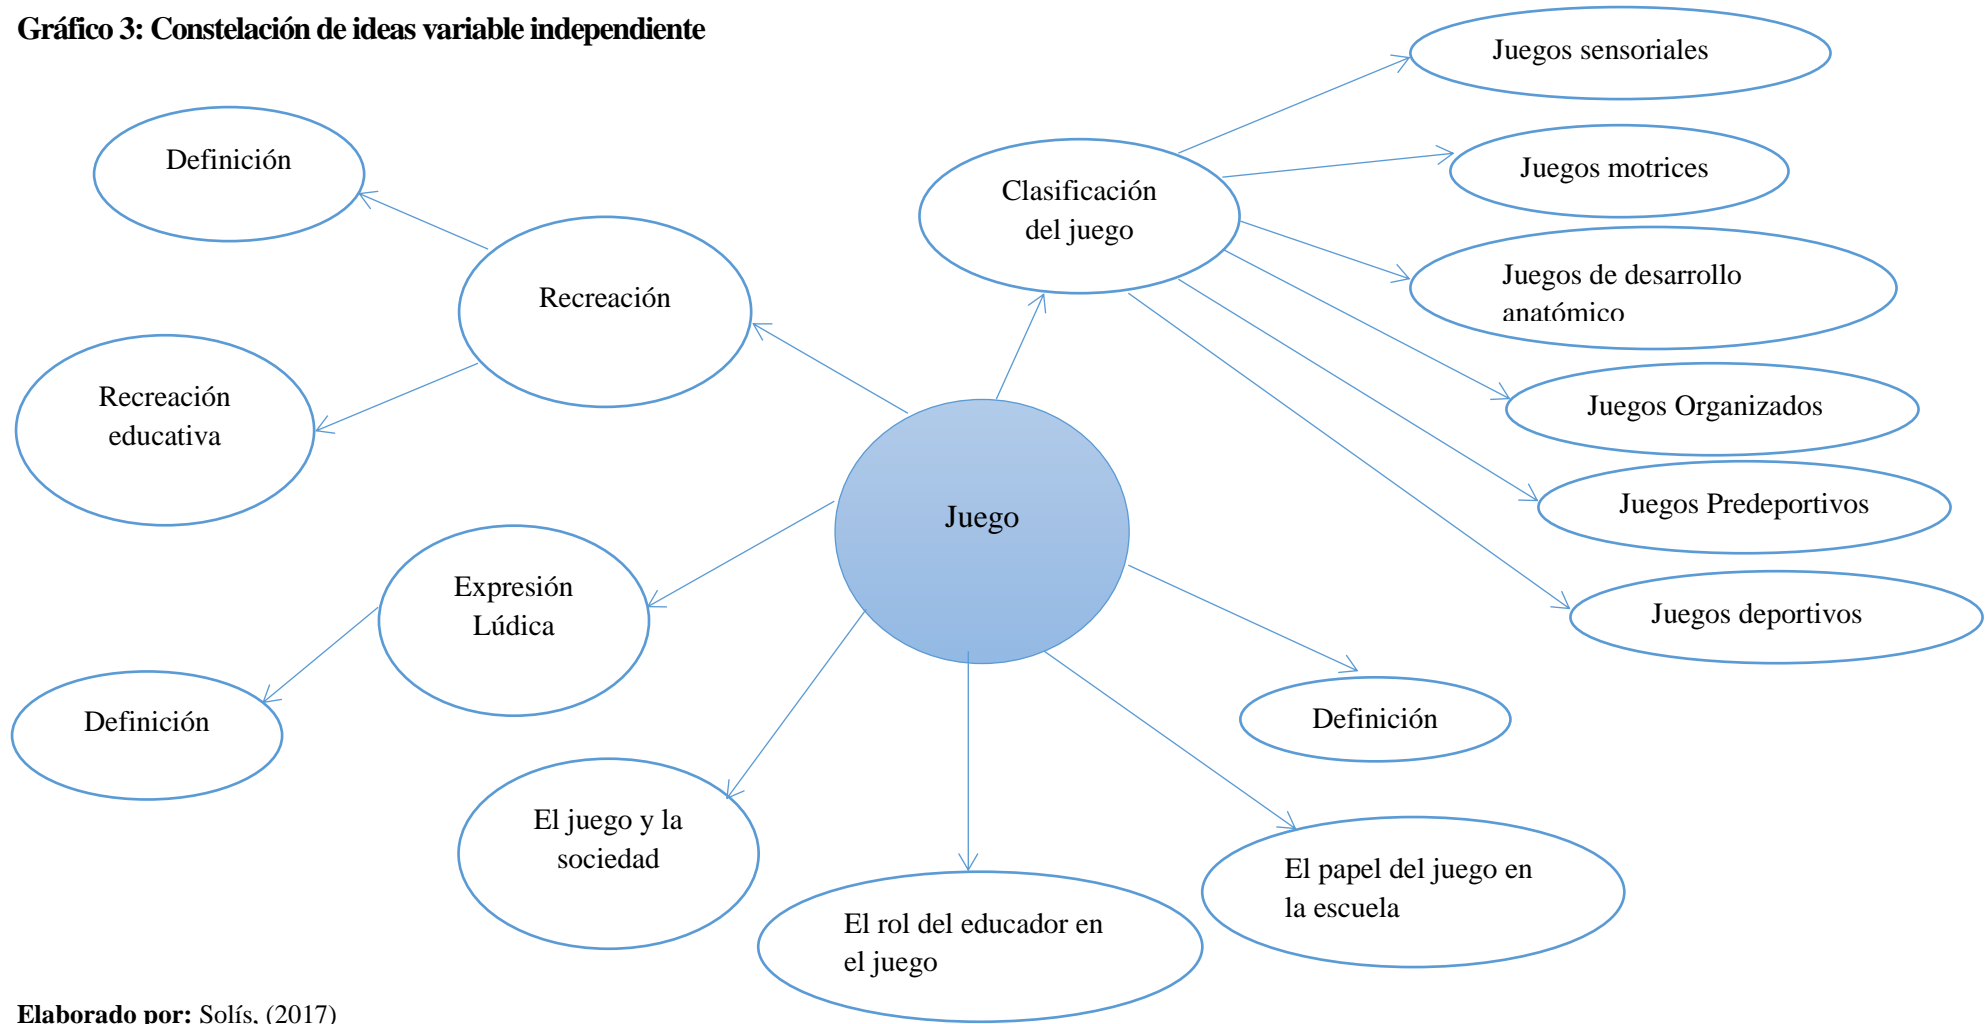 Gráfico 3: Constelación de ideas variable independiente
Juegos sensoriales
Definición
Juegos motrices
Clasificación
del juego
Juegos de desarrollo
anatómico
Recreación
Recreación
educativa
Juegos Organizados
Juegos Predeportivos
Juego
Expresión
Lúdica
Juegos deportivos
Definición
Definición
El juego y la
sociedad
El papel del juego en
la escuela
El rol del educador en
el juego
Elaborado por: Solís, (2017)